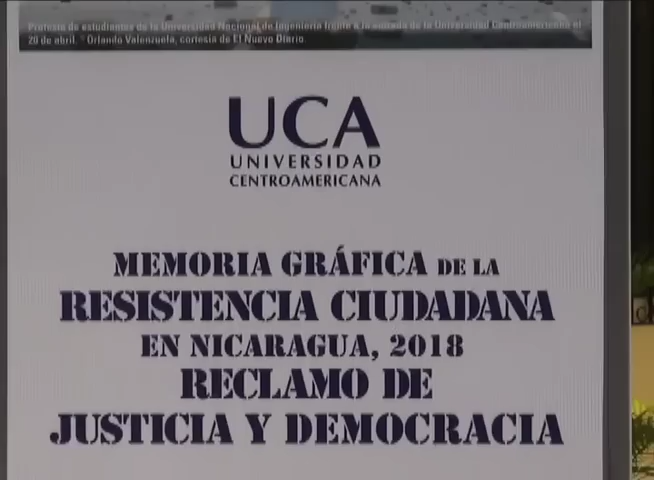 Protesta de estudiantes de la Universidad Nacional de Ingeniería frente a la entrada de la Universidad Centroamericana el
20 de abril. Orlando Valenzuela, cortesía de El Nuevo Diario.
UCA
UNIVERSIDAD
CENTROAMERICANA
MEMORIA GRÁFICA DE LA
RESISTENCIA CIUDADANA
EN NICARAGUA, 2018
RECLAMO DE
JUSTICIA Y DEMOCRACIA